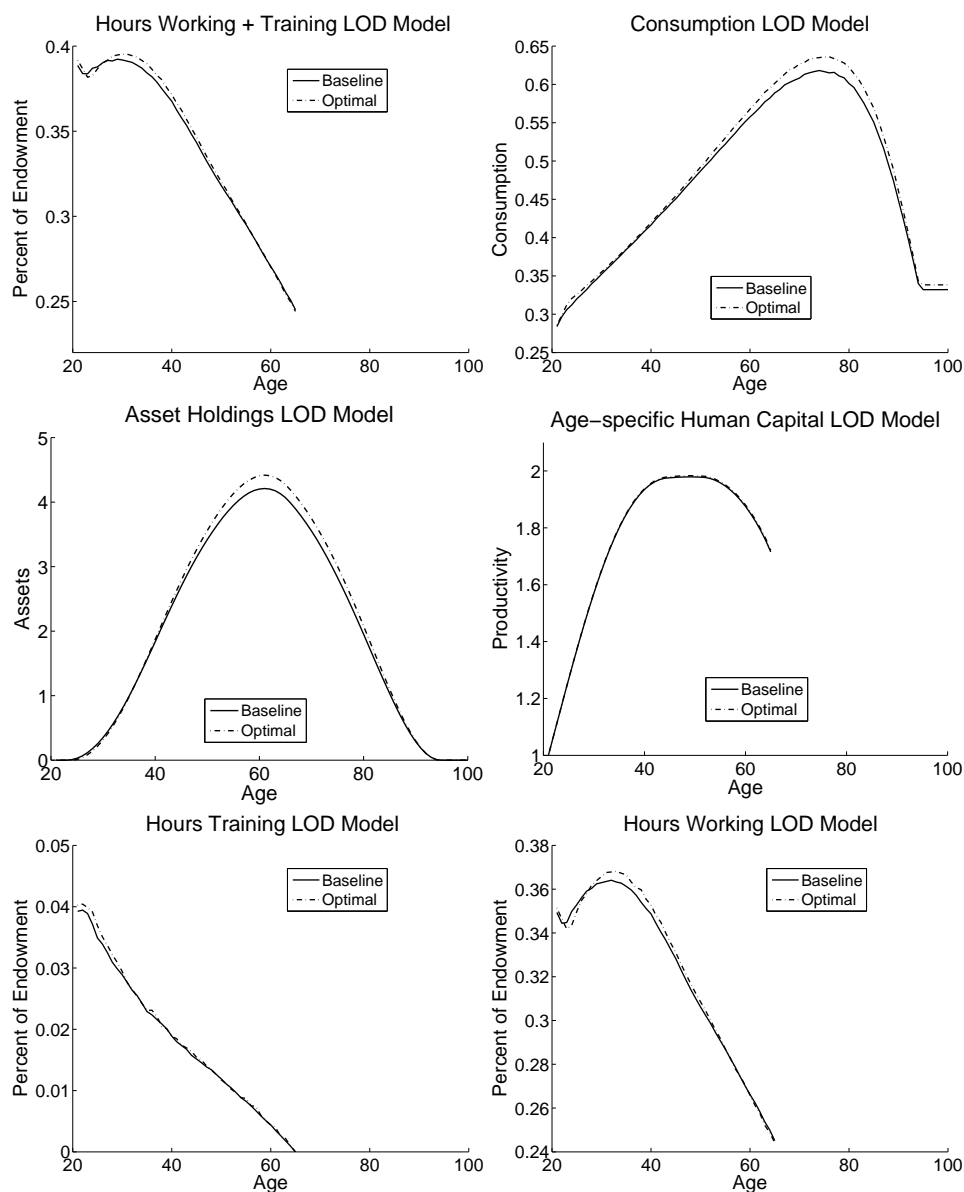 Hours Working + Training LOD Model
0.4
0.35
0.3
0.25
Percent of Endowment
Baseline
Optimal
20 40 60 80 100
Age
Consumption LOD Model
0.65
0.6
0.55
0.5
0.45
0.4
0.35
0.3
0.25
Consumption
Baseline
Optimal
20 40 60 80 100
Age
Asset Holdings LOD Model
5
4
3
2
1
0
Assets
Baseline
Optimal
20 40 60 80 100
Age
Age−specific Human Capital LOD Model
2
1.8
1.6
1.4
1.2
1
Productivity
Baseline
Optimal
20 40 60 80 100
Age
Hours Training LOD Model
0.05
0.04
0.03
0.02
0.01
0
Percent of Endowment
Baseline
Optimal
20 40 60 80 100
Age
Hours Working LOD Model
0.38
0.36
0.34
0.32
0.3
0.28
0.26
0.24
Percent of Endowment
Baseline
Optimal
20 40 60 80 100
Age